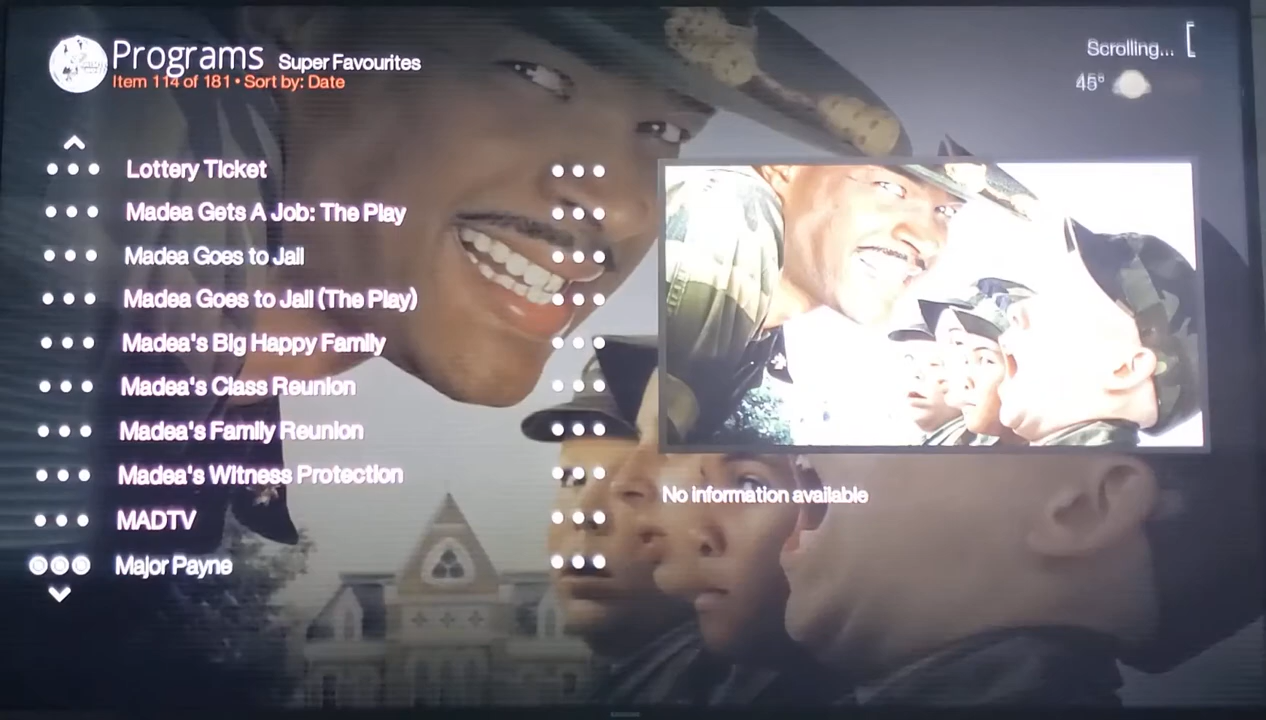 Programs Super Favourites
Item 114 of 181 • Sort by: Date
Scrolling...
45°
Lottery Ticket
Madea Gets A Job: The Play
Madea Goes to Jail
Madea Goes to Jail (The Play)
Madea's Big Happy Family
Madea's Class Reunion
Madea's Family Reunion
Madea's Witness Protection
MADTV
Major Payne
No information available